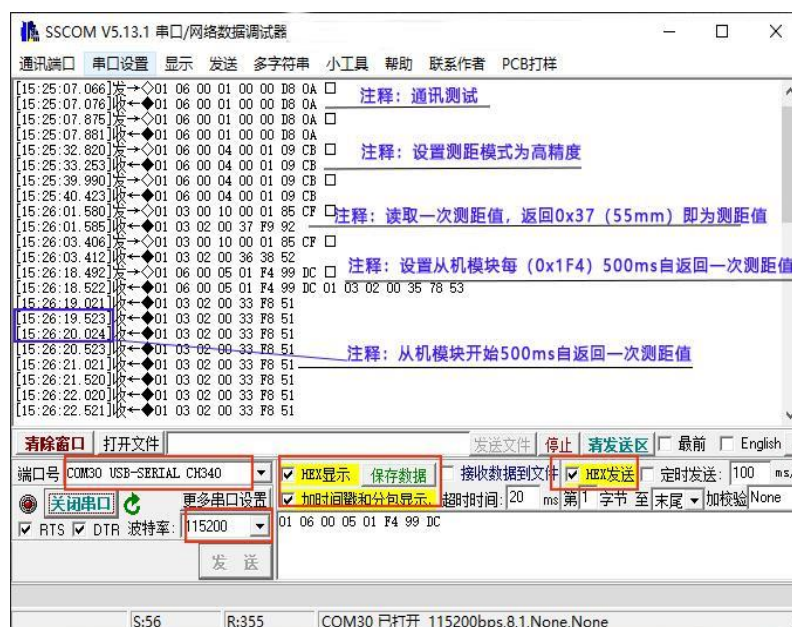 SSCOM V5.13.1 串口/网络数据调试器
通讯端口 串口设置 显示 发送 多字符串 小工具 帮助 联系作者 PCB打样
[15:25:07.066]发→◇01 06 00 01 00 00 D8 0A □
[15:25:07.076]收←◆01 06 00 01 00 00 D8 0A
注释：通讯测试
[15:25:07.875]发→◇01 06 00 01 00 00 D8 0A □
[15:25:07.881]收←◆01 06 00 01 00 00 D8 0A
[15:25:32.820]发→◇01 06 00 04 00 01 09 CB □
[15:25:33.253]收←◆01 06 00 04 00 01 09 CB
注释：设置测距模式为高精度
[15:25:39.990]发→◇01 06 00 04 00 01 09 CB □
[15:25:40.423]收←◆01 06 00 04 00 01 09 CB
[15:26:01.580]发→◇01 03 00 10 00 01 85 CF □
[15:26:01.585]收←◆01 03 02 00 37 F9 92
注释：读取一次测距值，返回0x37（55mm）即为测距值
[15:26:03.406]发→◇01 03 00 10 00 01 85 CF □
[15:26:03.412]收←◆01 03 02 00 36 38 52
[15:26:18.492]发→◇01 06 00 05 01 F4 99 DC □
注释：设置从机模块每（0x1F4）500ms自返回一次测距值
[15:26:18.522]收←◆01 06 00 05 01 F4 99 DC 01 03 02 00 35 78 53
[15:26:19.021]收←◆01 03 02 00 33 F8 51
[15:26:19.523]收←◆01 03 02 00 33 F8 51
[15:26:20.024]收←◆01 03 02 00 33 F8 51
[15:26:20.523]收←◆01 03 02 00 33 F8 51
注释：从机模块开始500ms自返回一次测距值
[15:26:21.021]收←◆01 03 02 00 33 F8 51
[15:26:21.520]收←◆01 03 02 00 33 F8 51
[15:26:22.020]收←◆01 03 02 00 33 F8 51
[15:26:22.521]收←◆01 03 02 00 33 F8 51
清除窗口 打开文件 发送文件 停止 清发送区 最前 English
端口号 COM30 USB-SERIAL CH340 HEX显示 保存数据 接收数据到文件 HEX发送 定时发送: 100 ms/
关闭串口 更多串口设置 加时间戳和分包显示. 超时时间: 20 ms 第1 字节 至 末尾 加校验 None
RTS DTR 波特率: 115200
01 06 00 05 01 F4 99 DC
发 送
S:56 R:355 COM30 已打开 115200bps,8,1,None,None